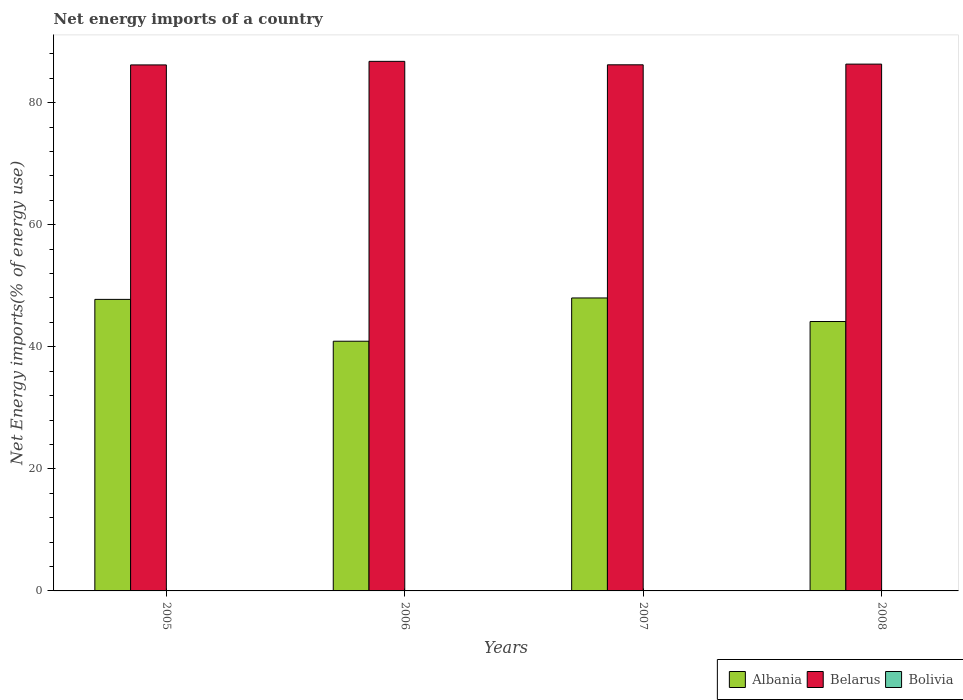 Net energy imports of a country
Net Energy imports(% of energy use)
80
60
40
20
0
2005
2006
2007
2008
Years
Albania
Belarus
Bolivia